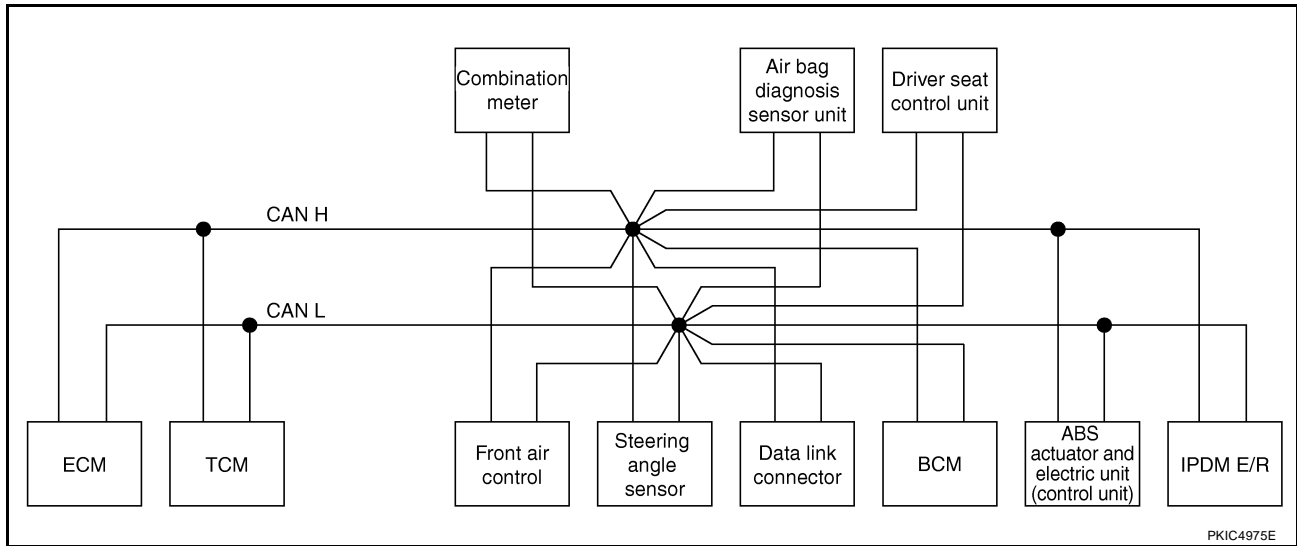 Combination
meter
Air bag
diagnosis
sensor unit
Driver seat
control unit
CAN H
CAN L
ECM
TCM
Front air
control
Steering
angle
sensor
Data link
connector
BCM
ABS
actuator and
electric unit
(control unit)
IPDM E/R
PKIC4975E